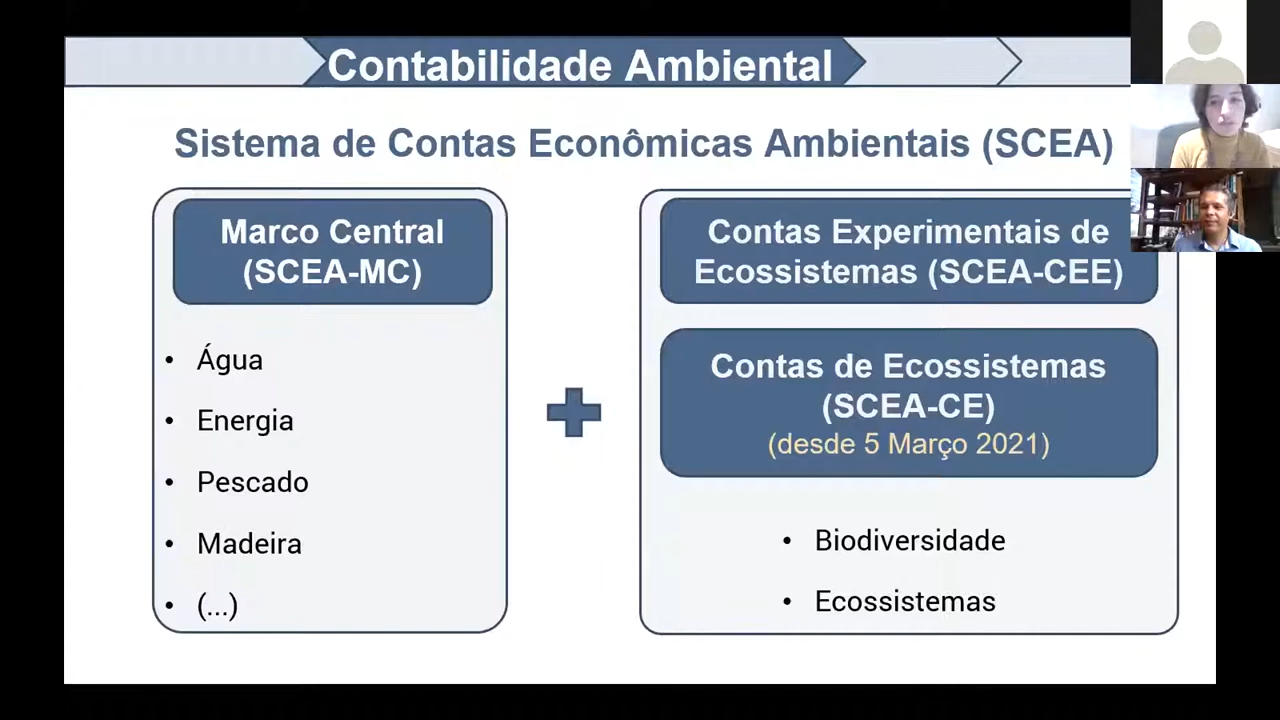 Contabilidade Ambiental
Sistema de Contas Econômicas Ambientais (SCEA)
Marco Central
(SCEA-MC)
• Água
• Energia
• Pescado
• Madeira
• (...)
Contas Experimentais de
Ecossistemas (SCEA-CEE)
Contas de Ecossistemas
(SCEA-CE)
(desde 5 Março 2021)
• Biodiversidade
• Ecossistemas